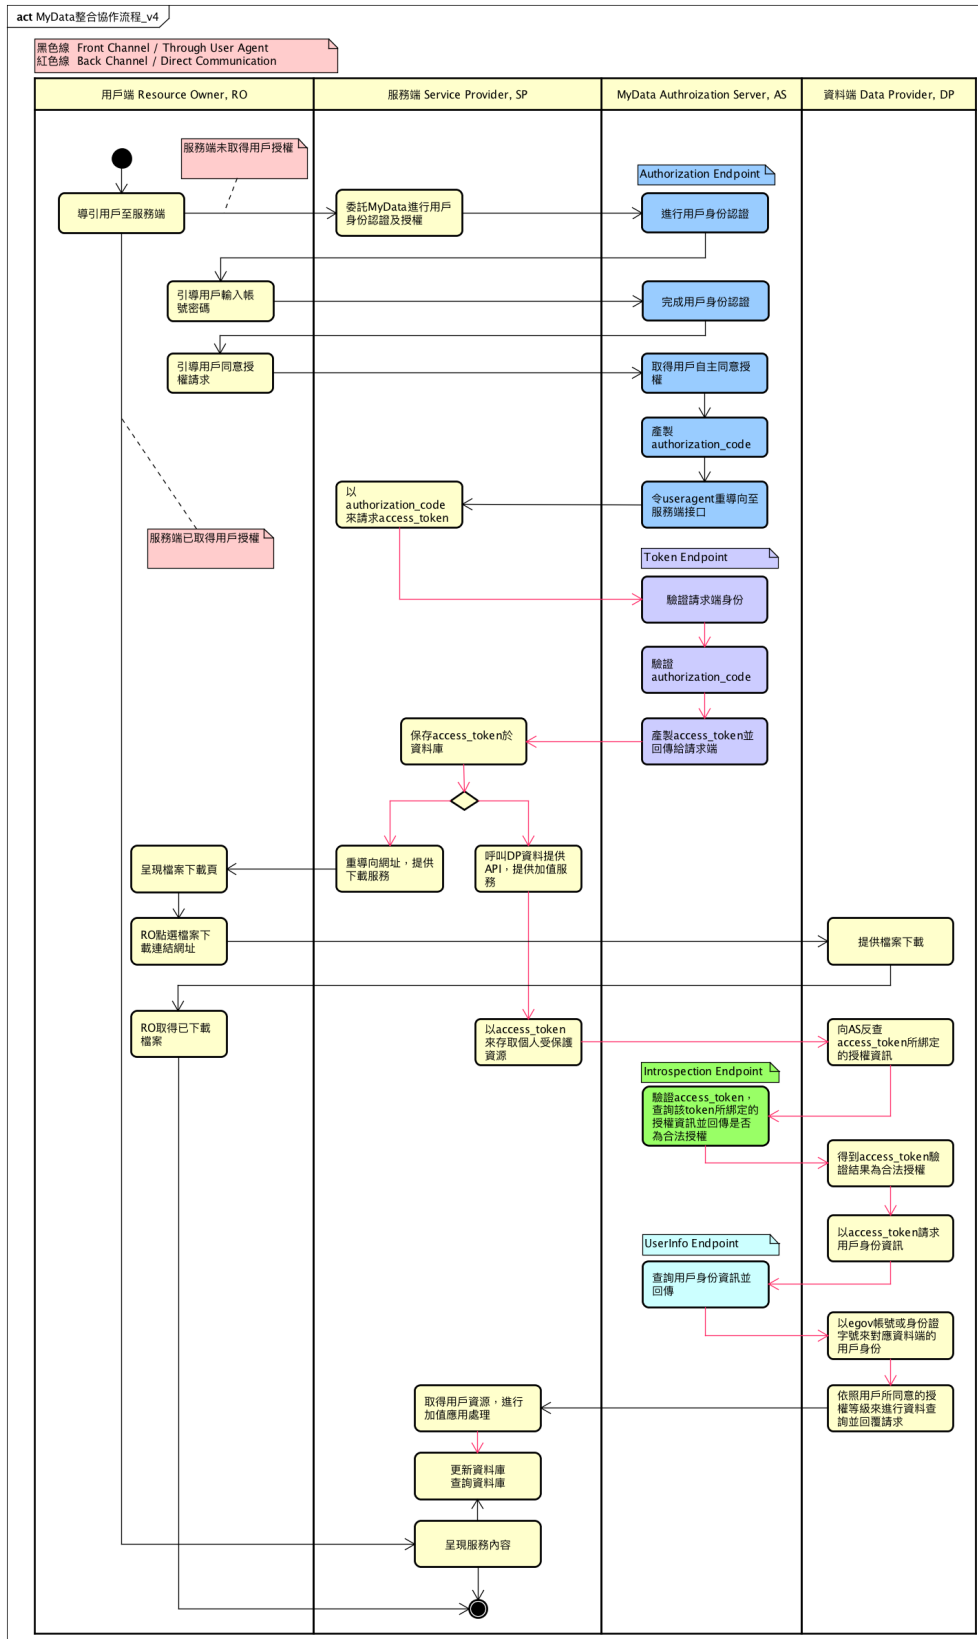 act MyData整合協作流程_v4
黑色線 Front Channel / Through User Agent
紅色線 Back Channel / Direct Communication
用戶端 Resource Owner, RO
服務端 Service Provider, SP
MyData Authroization Server, AS
資料端 Data Provider, DP
服務端未取得用戶授權
Authorization Endpoint
導引用戶至服務端
委託MyData進行用戶
身份認證及授權
進行用戶身份認證
引導用戶輸入帳
號密碼
完成用戶身份認證
引導用戶同意授
權請求
取得用戶自主同意授
權
產製
authorization_code
以
authorization_code
來請求access_token
令useragent重導向至
服務端接口
服務端已取得用戶授權
Token Endpoint
驗證請求端身份
驗證
authorization_code
保存access_token於
資料庫
產製access_token並
回傳給請求端
呈現檔案下載頁
重導向網址，提供
下載服務
呼叫DP資料提供
API，提供加值服
務
RO點選檔案下
載連結網址
提供檔案下載
RO取得已下載
檔案
以access_token
來存取個人受保護
資源
向AS反查
access_token所綁定
的授權資訊
Introspection Endpoint
驗證access_token，
查詢該token所綁定的
授權資訊並回傳是否
為合法授權
得到access_token驗
證結果為合法授權
以access_token請求
用戶身份資訊
UserInfo Endpoint
查詢用戶身份資訊並
回傳
以egov帳號或身份證
字號來對應資料端的
用戶身份
取得用戶資源，進行
加值應用處理
依照用戶所同意的授
權等級來進行資料查
詢並回覆請求
更新資料庫
查詢資料庫
呈現服務內容